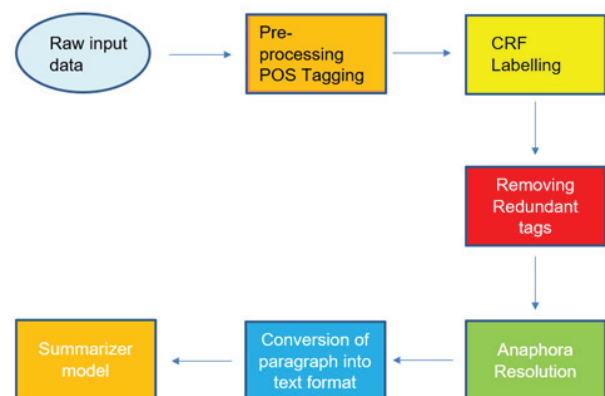 Raw input
data
Pre-
processing
POS Tagging
CRF
Labelling
Removing
Redundant
tags
Anaphora
Resolution
Conversion of
paragraph into
text format
Summarizer
model